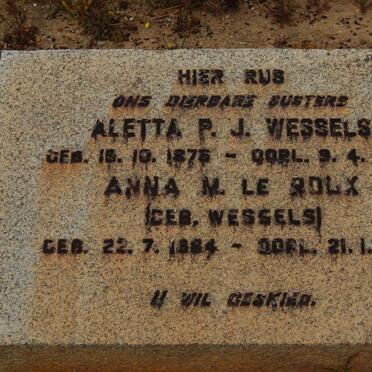 HIER RUS
ONS DIERBARE SUSTERS
ALETTA P. J. WESSELS
GEB. 18. 10. 1875 - OORL. 9. 4.
ANNA M. LE ROUX
(GEB. WESSELS)
GEB. 22. 7. 1884 - OORL. 21. 1.
U WIL GESKIED.